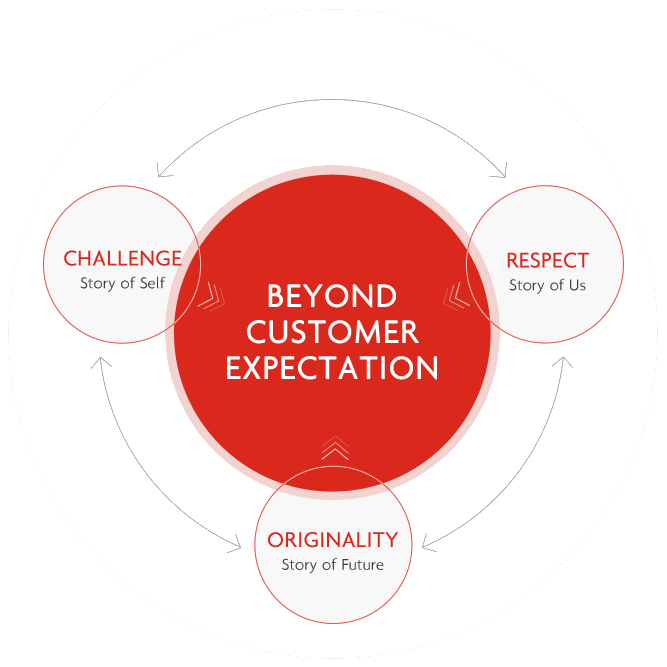 CHALLENGE
Story of Self
RESPECT
Story of Us
BEYOND
CUSTOMER
EXPECTATION
ORIGINALITY
Story of Future